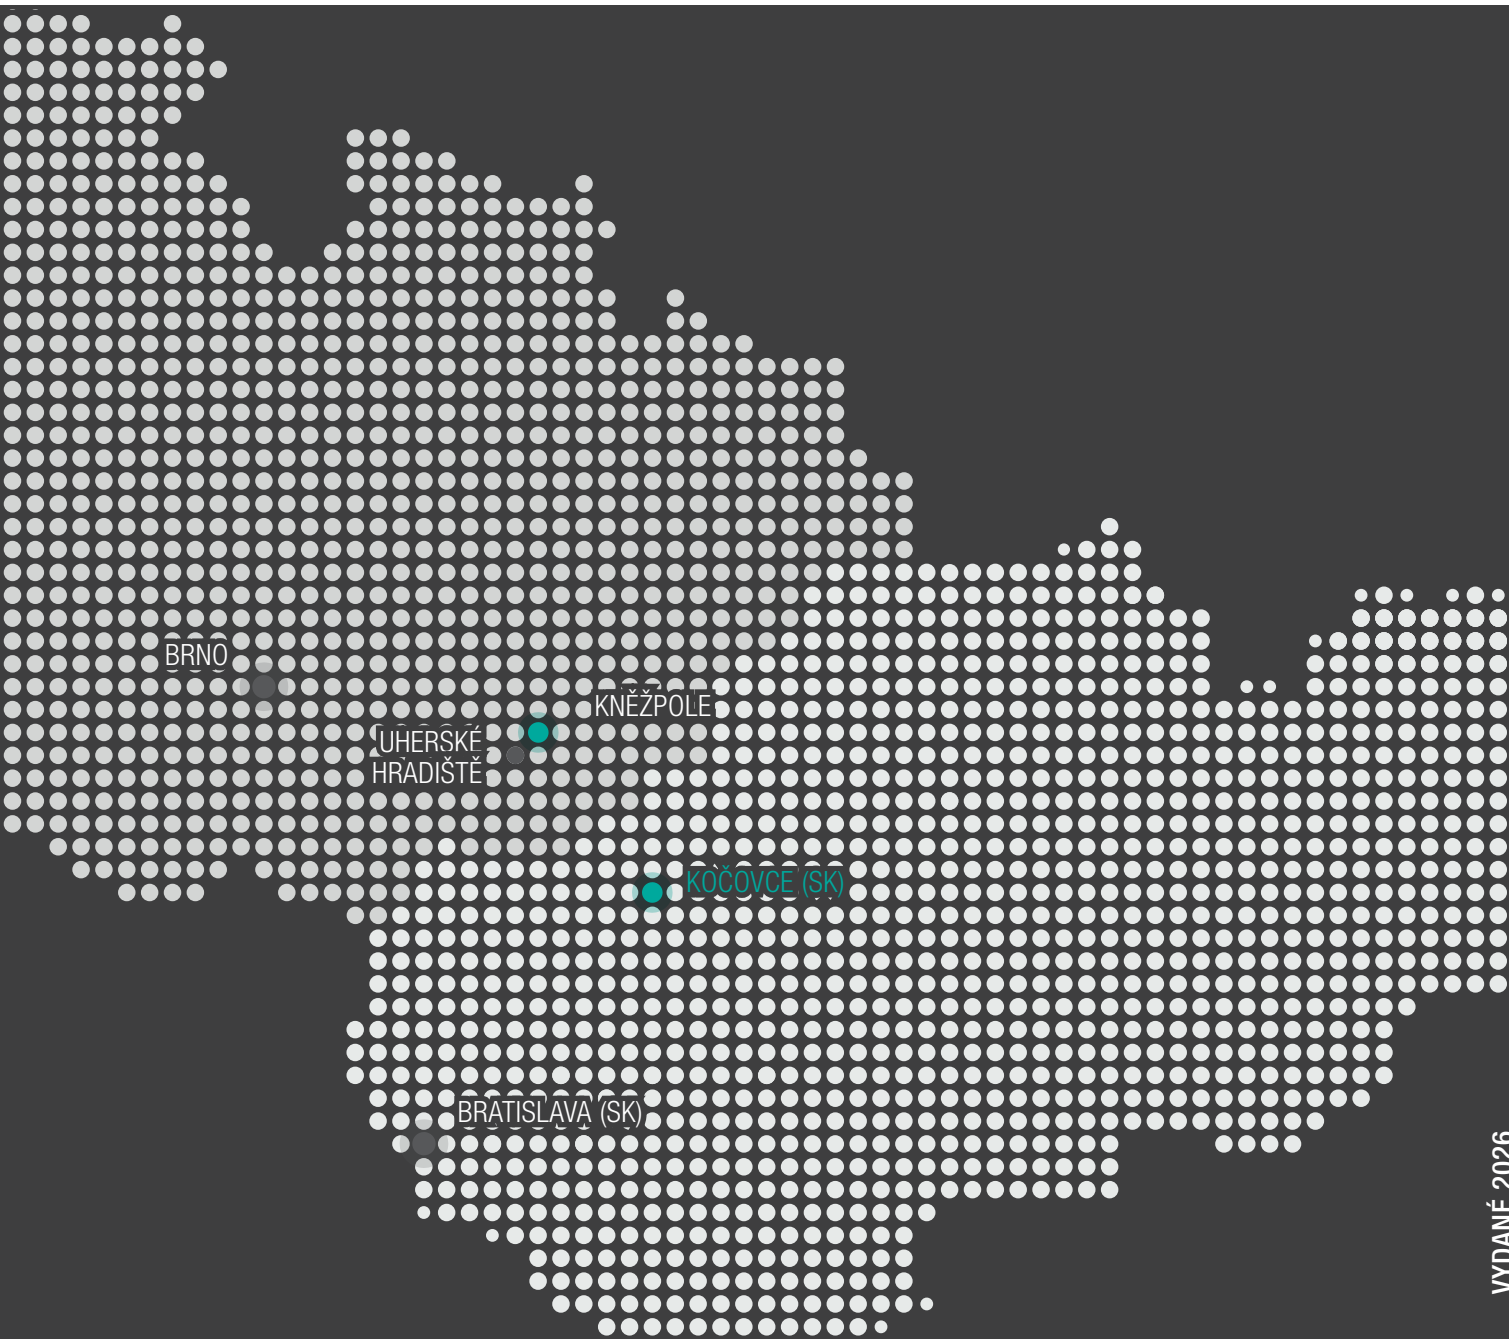 BRNO
KNĚŽPOLE
UHERSKÉ
HRADIŠTĚ
KOČOVCE (SK)
BRATISLAVA (SK)
VYDANÉ 2026